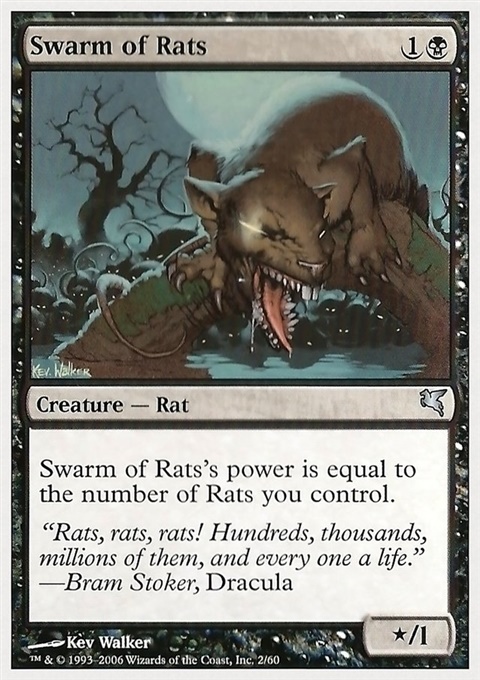 Swarm of Rats 1
KEV. WALKER
Creature — Rat
Swarm of Rats's power is equal to
the number of Rats you control.
“Rats, rats, rats! Hundreds, thousands,
millions of them, and every one a life.”
—Bram Stoker, Dracula
Kev Walker
★/1
™ & © 1993–2006 Wizards of the Coast, Inc. 2/60